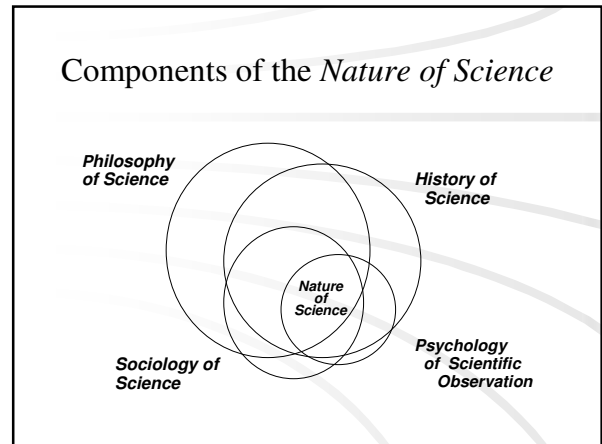 Components of the Nature of Science
Philosophy
of Science
History of
Science
Nature
of
Science
Sociology of
Science
Psychology
of Scientific
Observation